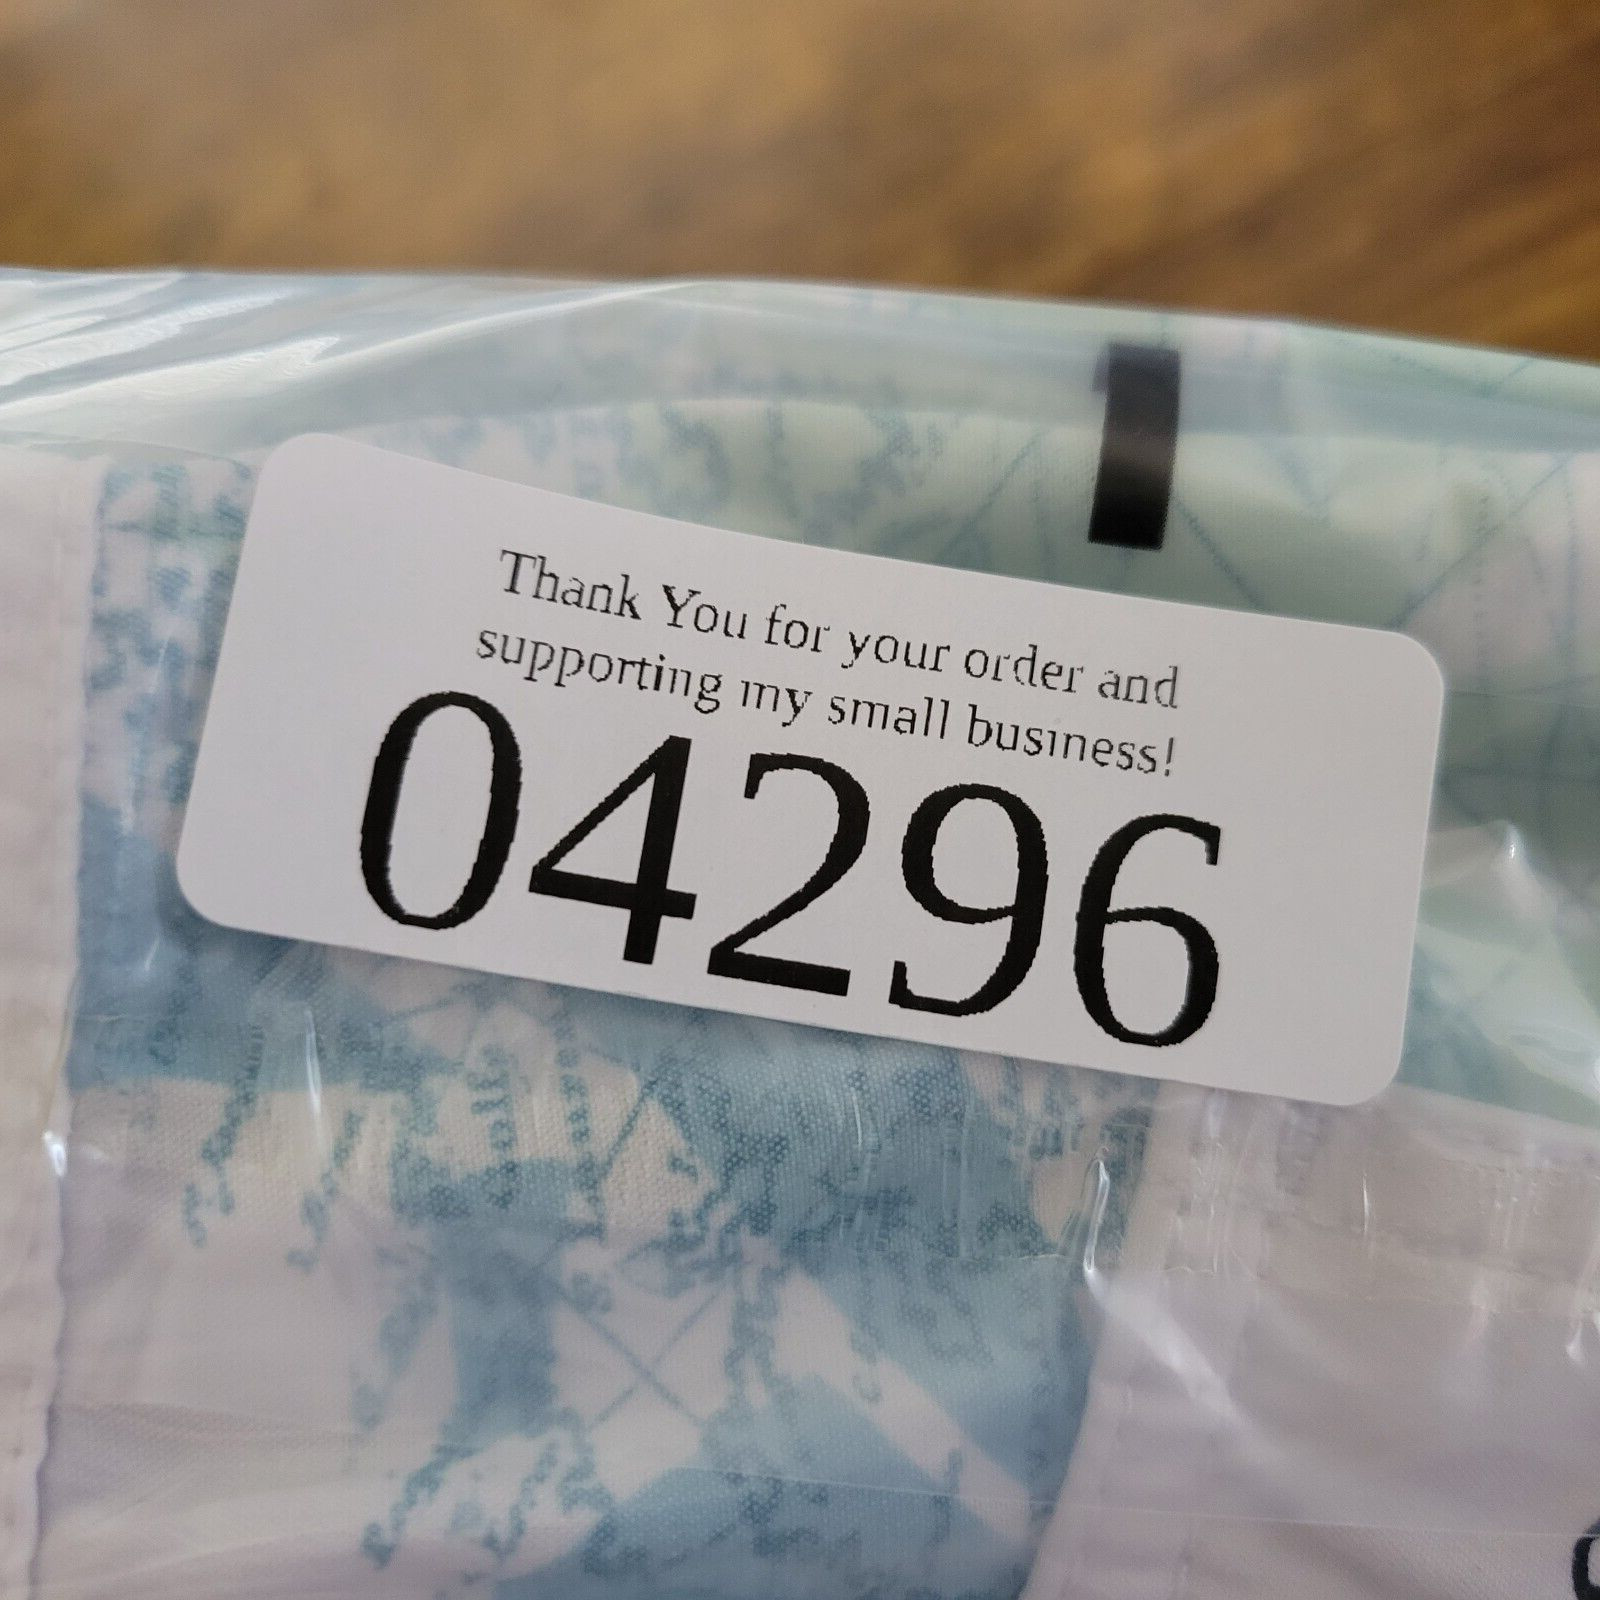 Thank You for your order and
supporting my small business!
04296